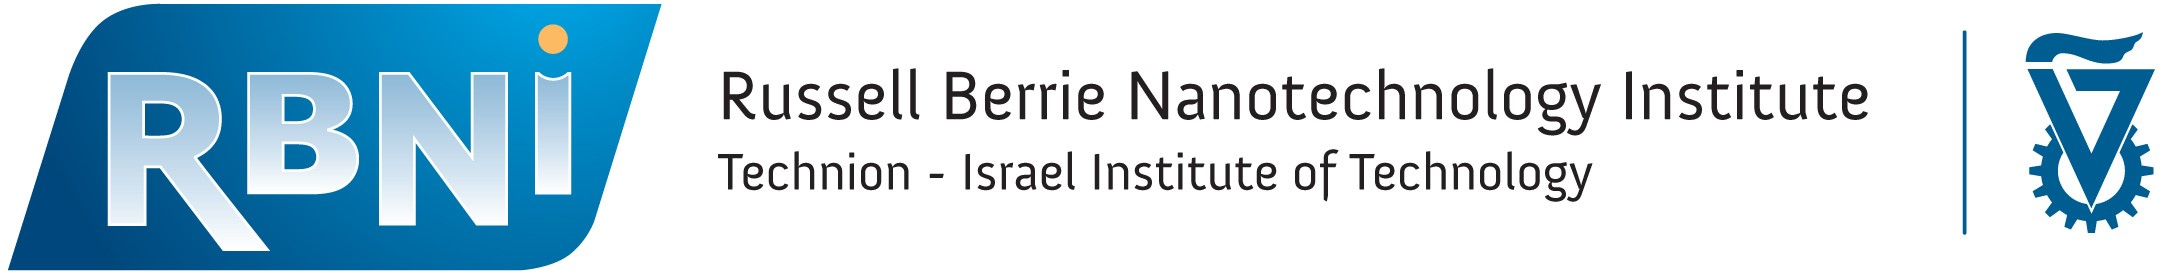 RBNi
Russell Berrie Nanotechnology Institute
Technion - Israel Institute of Technology